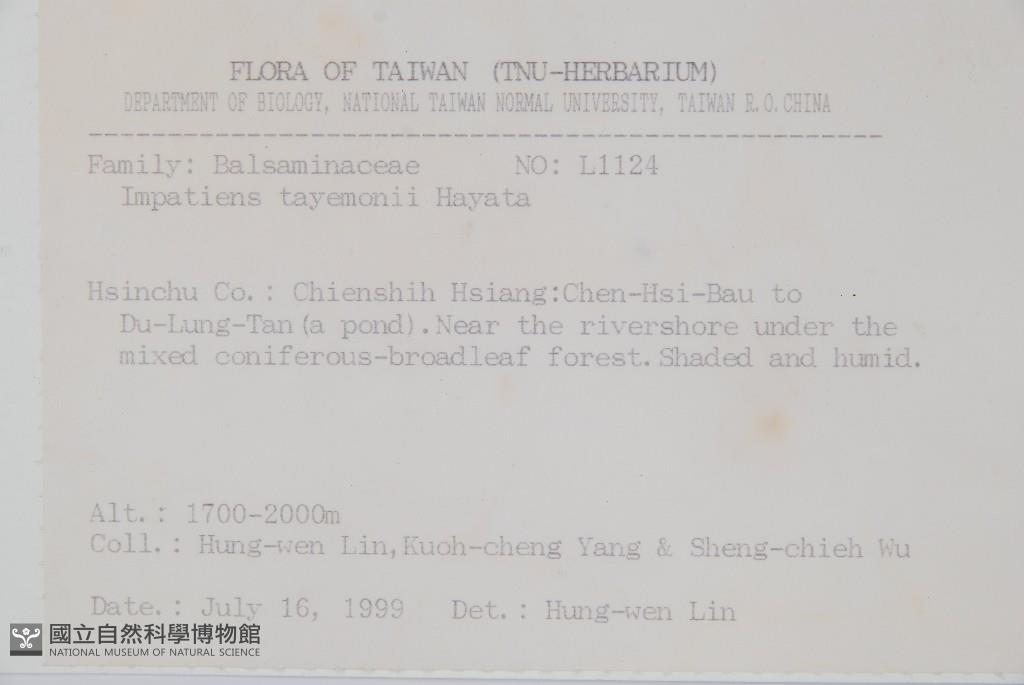 FLORA OF TAIWAN (TNU-HERBARIUM)
DEPARTMENT OF BIOLOGY, NATIONAL TAIWAN NORMAL UNIVERSITY, TAIWAN R.O.CHINA
--------------------------------------------------
Family: Balsaminaceae NO: L1124
Impatiens tayemonii Hayata
Hsinchu Co.: Chienshih Hsiang:Chen-Hsi-Bau to
Du-Lung-Tan(a pond).Near the rivershore under the
mixed coniferous-broadleaf forest.Shaded and humid.
Alt.: 1700-2000m
Coll.: Hung-wen Lin,Kuoh-cheng Yang & Sheng-chieh Wu
Date.: July 16, 1999 Det.: Hung-wen Lin
國立自然科學博物館
NATIONAL MUSEUM OF NATURAL SCIENCE